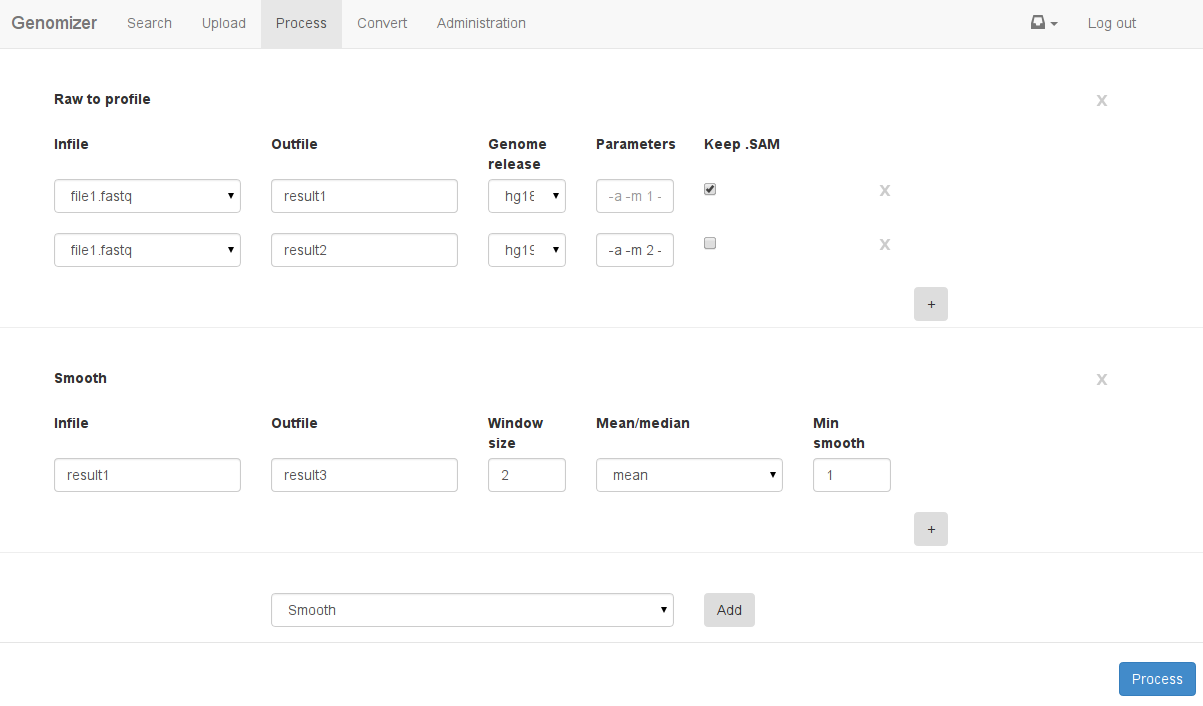 Genomizer Search Upload Process Convert Administration Log out
Raw to profile X
Infile Outfile Genome release Parameters Keep .SAM
file1.fastq result1 hg18 -a -m 1 - X
file1.fastq result2 hg19 -a -m 2 - X
+
Smooth X
Infile Outfile Window size Mean/median Min smooth
result1 result3 2 mean 1
+
Smooth Add
Process